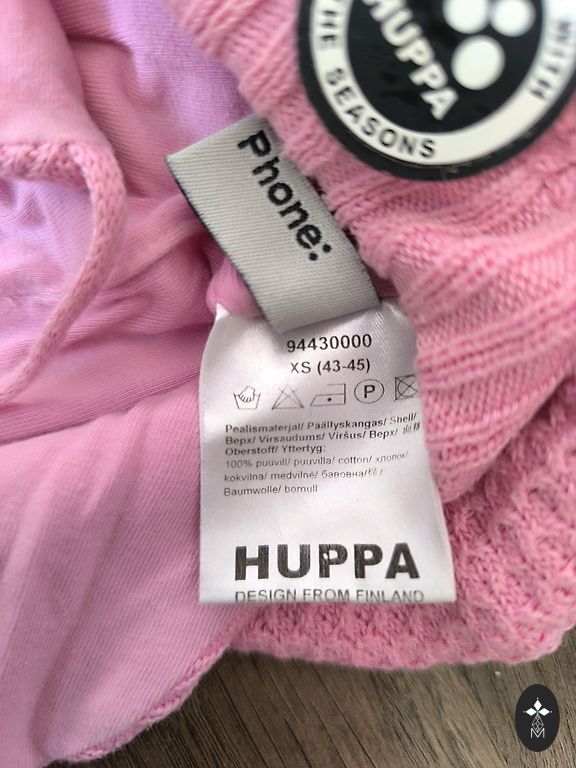 HUPPA
THE SEASONS WITH
Phone:
94430000
XS (43-45)
P
Pealismaterjal/ Päällyskangas/ Shell/
Верх/ Virsaudums/ Viršus/ Верх/
Oberstoff/ Yttertyg:
100% puuvill/ puuvilla/ cotton/ хлопок/
kokvilna/ medvilnė/ бавовна/
Baumwolle/ bomull
HUPPA
DESIGN FROM FINLAND
M